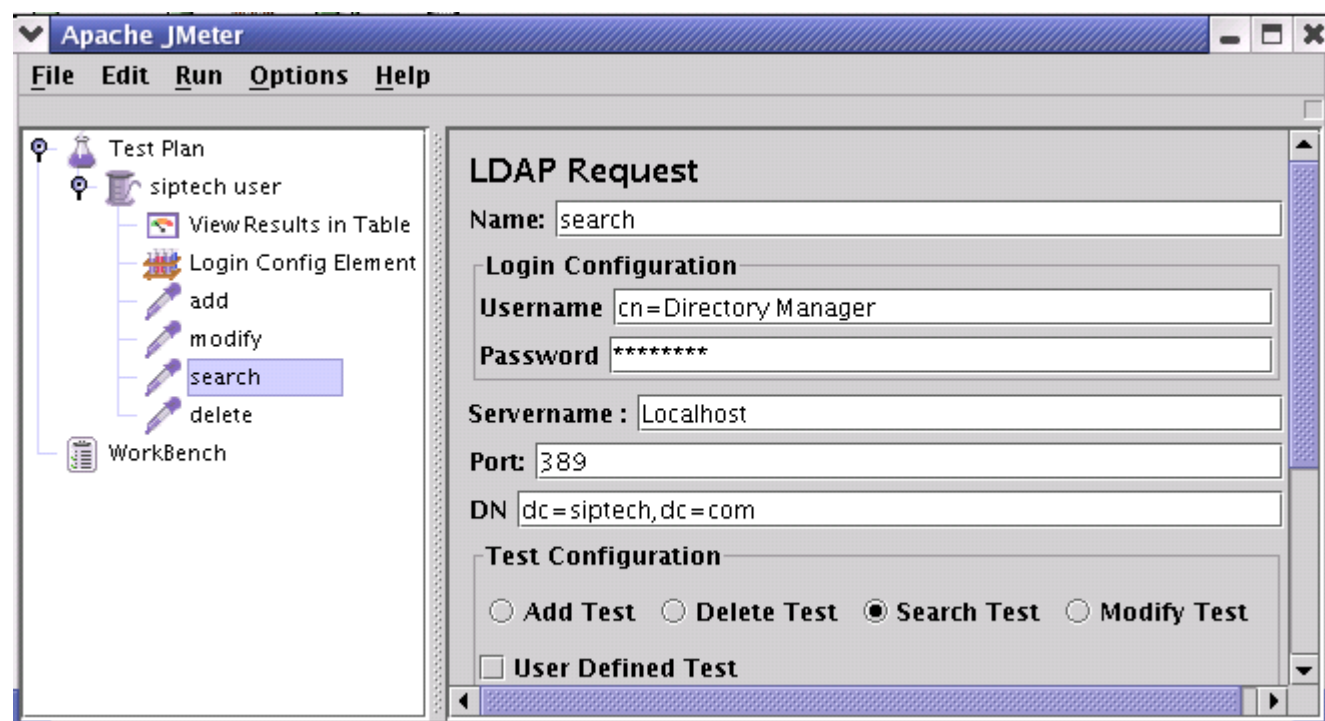 Apache JMeter
File Edit Run Options Help
Test Plan
siptech user
View Results in Table
Login Config Element
add
modify
search
delete
WorkBench
LDAP Request
Name: search
Login Configuration
Username cn=Directory Manager
Password ********
Servername : Localhost
Port: 389
DN dc=siptech,dc=com
Test Configuration
Add Test Delete Test Search Test Modify Test
User Defined Test